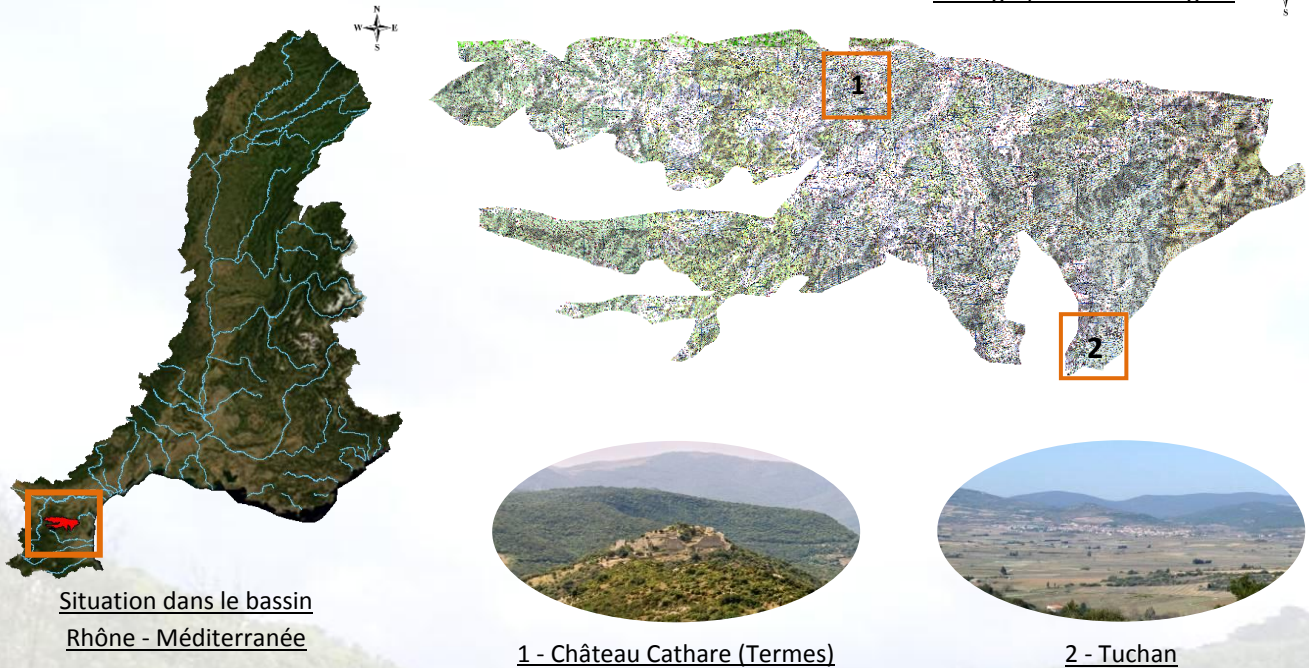 N
W E
S
S
1
2
Situation dans le bassin
Rhône - Méditerranée
1 - Château Cathare (Termes)
2 - Tuchan